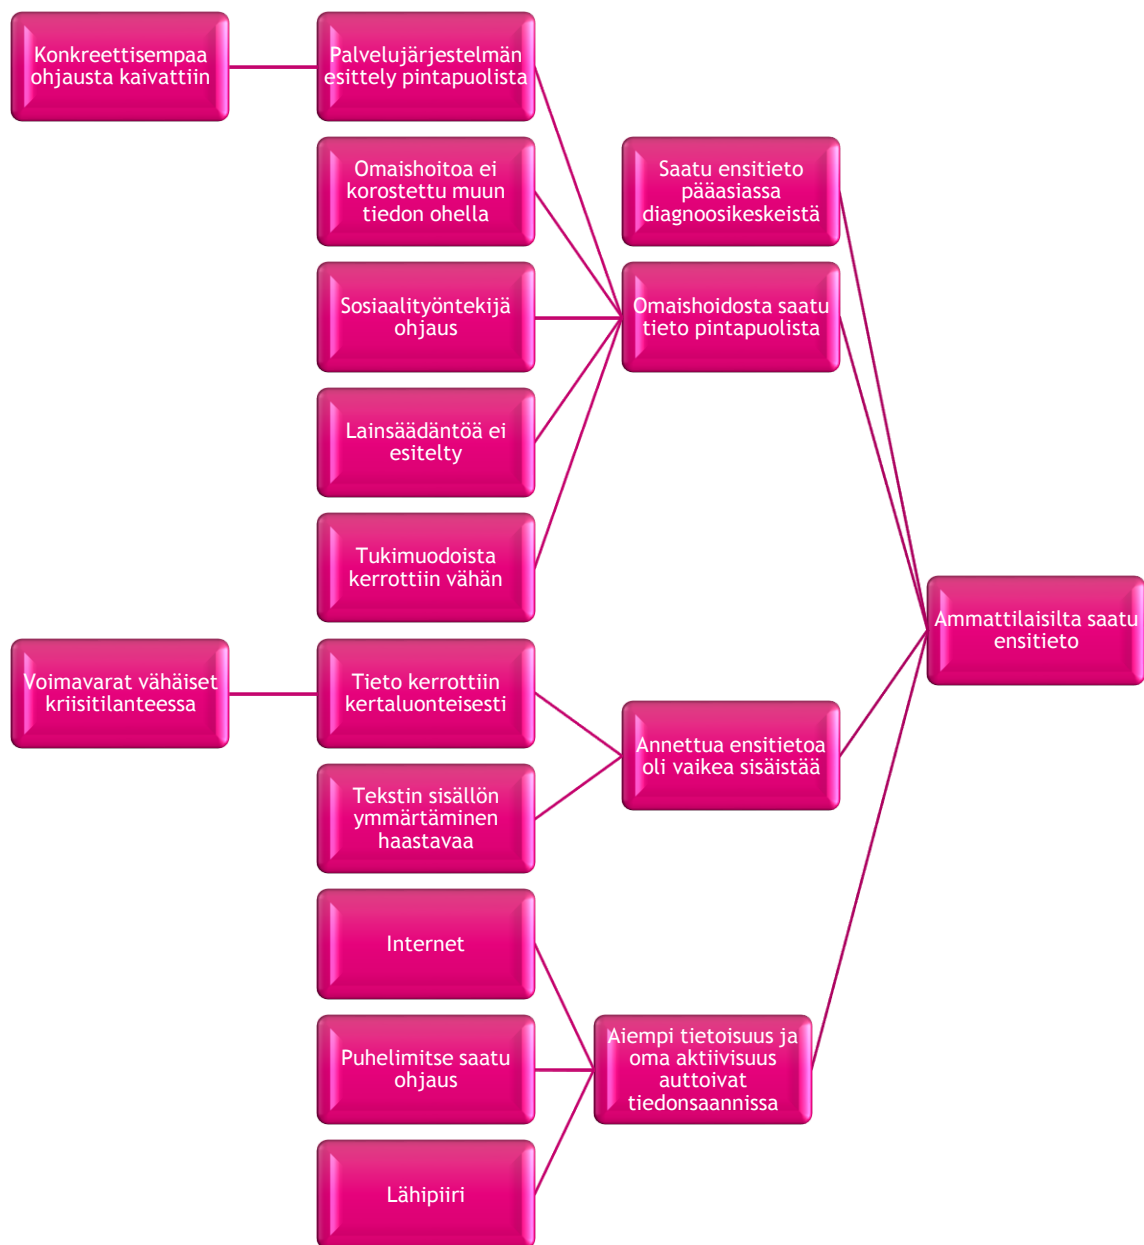 Konkreettisempaa
ohjausta kaivattiin
Palvelujärjestelmän
esittely pintapuolista
Omaishoitoa ei
korostettu muun
tiedon ohella
Saatu ensitieto
pääasiassa
diagnoosikeskeistä
Sosiaalityöntekijä
ohjaus
Omaishoidosta saatu
tieto pintapuolista
Lainsäädäntöä ei
esitelty
Tukimuodoista
kerrottiin vähän
Ammattilaisilta saatu
ensitieto
Voimavarat vähäiset
kriisitilanteessa
Tieto kerrottiin
kertaluonteisesti
Annettua ensitietoa
oli vaikea sisäistää
Tekstin sisällön
ymmärtäminen
haastavaa
Internet
Puhelimitse saatu
ohjaus
Aiempi tietoisuus ja
oma aktiivisuus
auttoivat
tiedonsaannissa
Lähipiiri